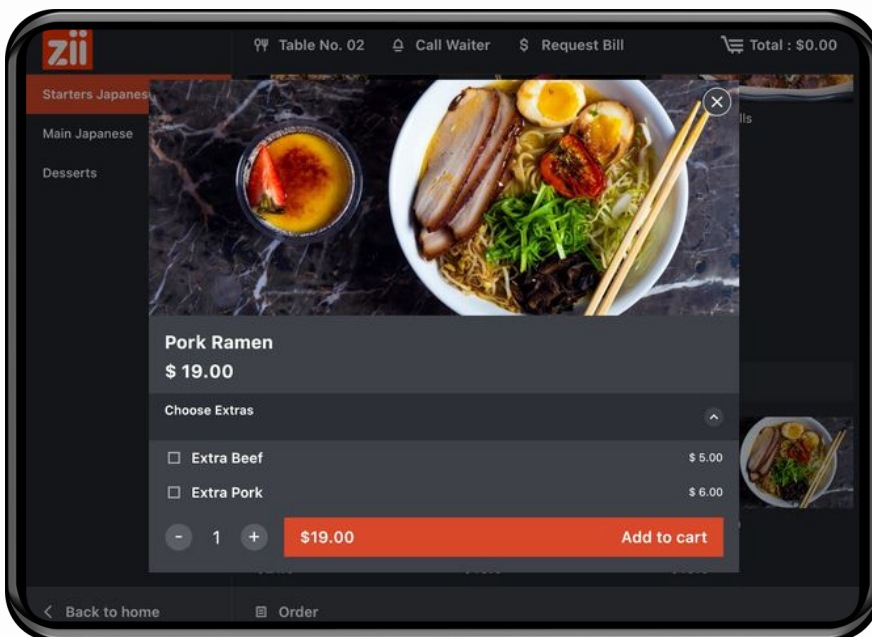 zii
Table No. 02 Call Waiter $ Request Bill Total : $0.00
Starters Japanes
Main Japanese
Desserts
lls
Pork Ramen
$ 19.00
Choose Extras
Extra Beef $ 5.00
Extra Pork $ 6.00
- 1 + $19.00 Add to cart
Back to home Order